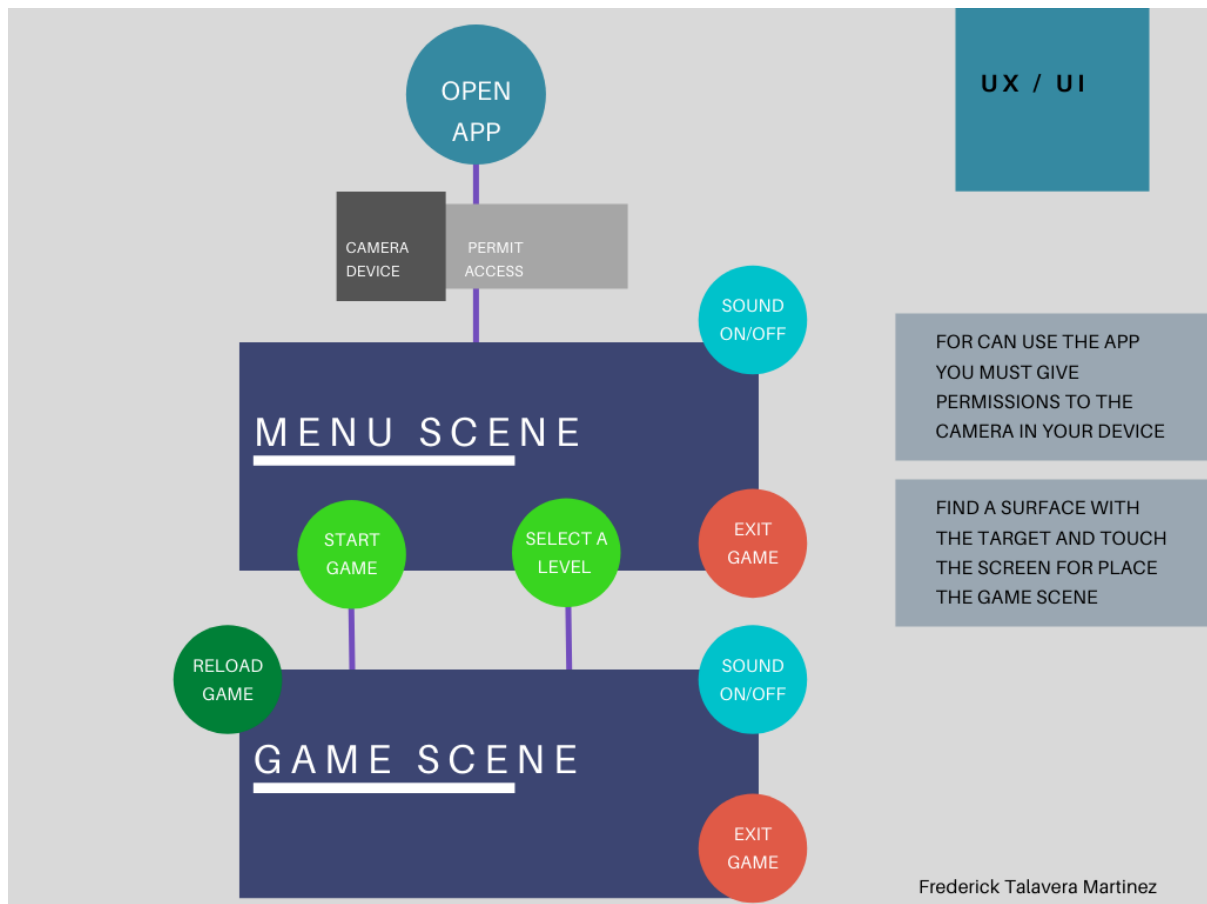 OPEN
APP
UX / UI
CAMERA
DEVICE
PERMIT
ACCESS
SOUND
ON/OFF
FOR CAN USE THE APP
YOU MUST GIVE
PERMISSIONS TO THE
CAMERA IN YOUR DEVICE
MENU SCENE
START
GAME
SELECT A
LEVEL
EXIT
GAME
FIND A SURFACE WITH
THE TARGET AND TOUCH
THE SCREEN FOR PLACE
THE GAME SCENE
RELOAD
GAME
SOUND
ON/OFF
GAME SCENE
EXIT
GAME
Frederick Talavera Martinez